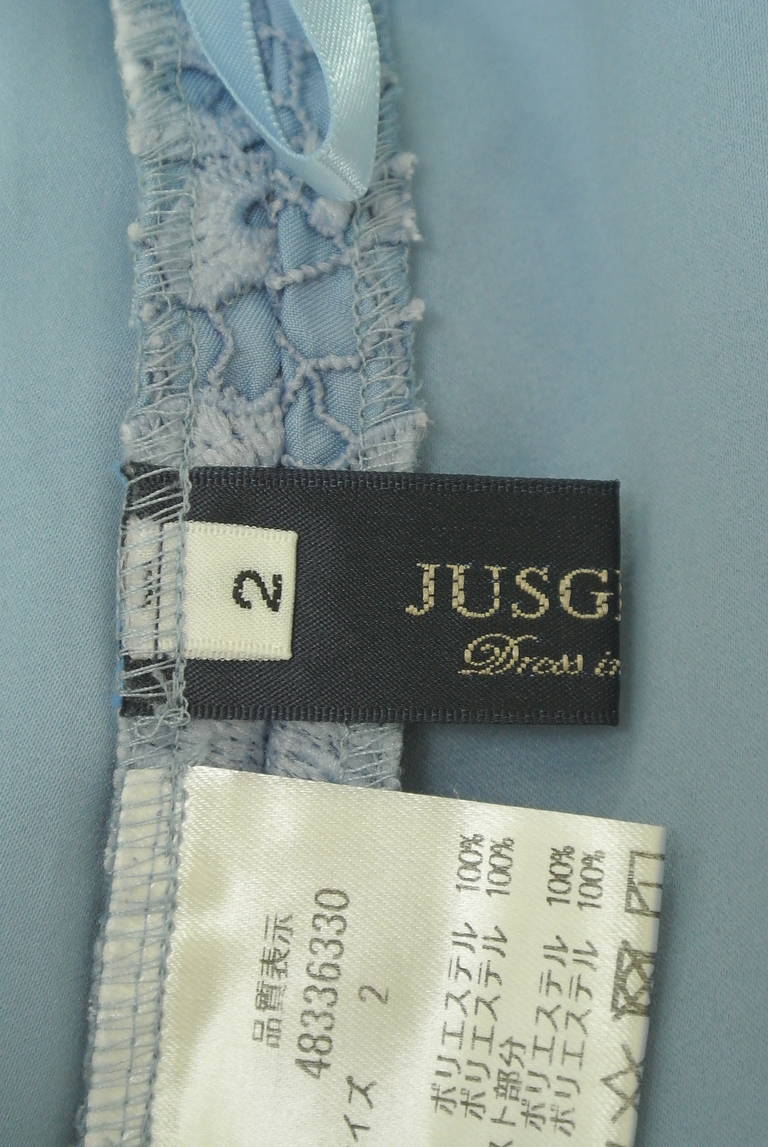 2
JUSG
Dress in
品質表示
48336330
イズ 2
ポリエステル 100%
ポリエステル 100%
スト部分
ポリエステル 100%
ポリエステル 100%